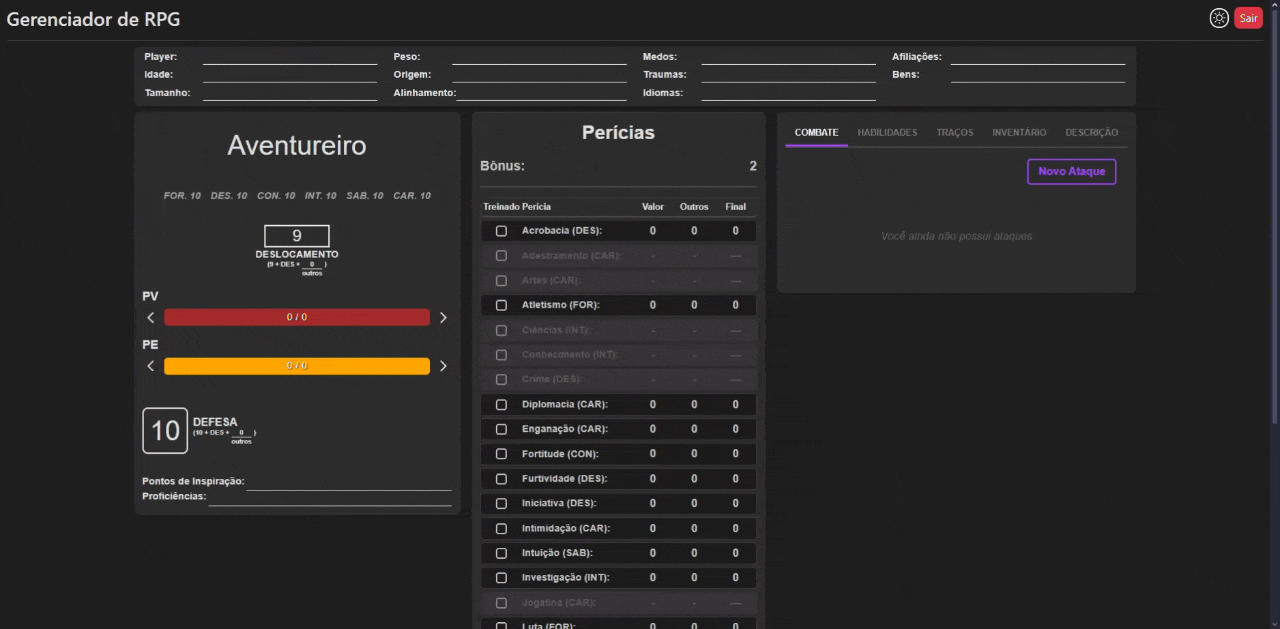 Gerenciador de RPG
Sair
Player:
Peso:
Medos:
Afiliações:
Idade:
Origem:
Traumas:
Bens:
Tamanho:
Alinhamento:
Idiomas:
Aventureiro
FOR. 10 DES. 10 CON. 10 INT. 10 SAB. 10 CAR. 10
9
DESLOCAMENTO
(9 + DES + 0 )
outros
PV
0 / 0
PE
0 / 0
10
DEFESA
(10 + DES + 0 )
outros
Pontos de Inspiração:
Proficiências:
Perícias
Bônus: 2
Treinado Perícia Valor Outros Final
Acrobacia (DES): 0 0 0
Adestramento (CAR): - - —
Artes (CAR): - - —
Atletismo (FOR): 0 0 0
Ciências (INT): - - —
Conhecimento (INT): - - —
Crime (DES): - - —
Diplomacia (CAR): 0 0 0
Enganação (CAR): 0 0 0
Fortitude (CON): 0 0 0
Furtividade (DES): 0 0 0
Iniciativa (DES): 0 0 0
Intimidação (CAR): 0 0 0
Intuição (SAB): 0 0 0
Investigação (INT): 0 0 0
Jogatina (CAR): - - —
Luta (FOR): 0 0 0
COMBATE HABILIDADES TRAÇOS INVENTÁRIO DESCRIÇÃO
Novo Ataque
Você ainda não possui ataques